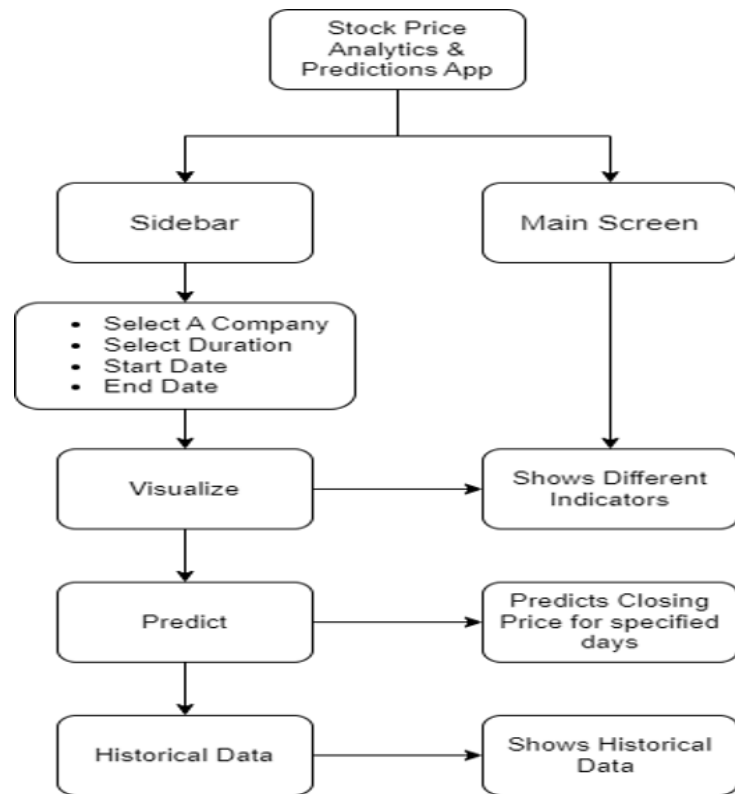 Stock Price
Analytics &
Predictions App
Sidebar
Main Screen
• Select A Company
• Select Duration
• Start Date
• End Date
Visualize
Shows Different
Indicators
Predict
Predicts Closing
Price for specified
days
Historical Data
Shows Historical
Data